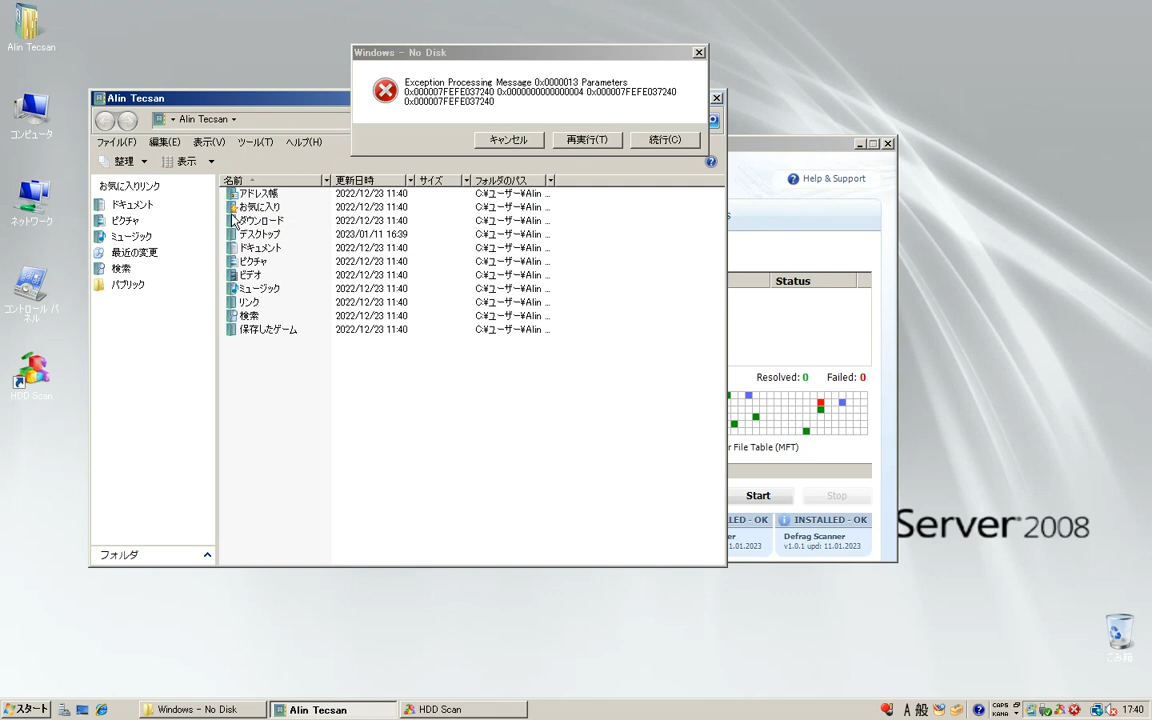 Alin Tecsan
コンピュータ
ネットワーク
コントロール パ
ネル
HDD Scan
Windows - No Disk
Exception Processing Message 0x0000013 Parameters
0x000007FEFE037240 0x0000000000000004 0x000007FEFE037240
0x000007FEFE037240
キャンセル 再実行(T) 続行(C)
Alin Tecsan
Alin Tecsan
ファイル(F) 編集(E) 表示(V) ツール(T) ヘルプ(H)
整理 表示
お気に入りリンク
ドキュメント
ピクチャ
ミュージック
最近の変更
検索
パブリック
フォルダ
名前 更新日時 サイズ フォルダのパス
アドレス帳 2022/12/23 11:40 C:¥ユーザー¥Alin ...
お気に入り 2022/12/23 11:40 C:¥ユーザー¥Alin ...
ダウンロード 2022/12/23 11:40 C:¥ユーザー¥Alin ...
デスクトップ 2023/01/11 16:39 C:¥ユーザー¥Alin ...
ドキュメント 2022/12/23 11:40 C:¥ユーザー¥Alin ...
ピクチャ 2022/12/23 11:40 C:¥ユーザー¥Alin ...
ビデオ 2022/12/23 11:40 C:¥ユーザー¥Alin ...
ミュージック 2022/12/23 11:40 C:¥ユーザー¥Alin ...
リンク 2022/12/23 11:40 C:¥ユーザー¥Alin ...
検索 2022/12/23 11:40 C:¥ユーザー¥Alin ...
保存したゲーム 2022/12/23 11:40 C:¥ユーザー¥Alin ...
Help & Support
Status
Resolved: 0 Failed: 0
File Table (MFT)
Start Stop
LED - OK INSTALLED - OK
Defrag Scanner
1.2023 v1.0.1 upd: 11.01.2023
Server 2008
ごみ箱
スタート Windows - No Disk Alin Tecsan HDD Scan A 般 CAPS KANA 17:40